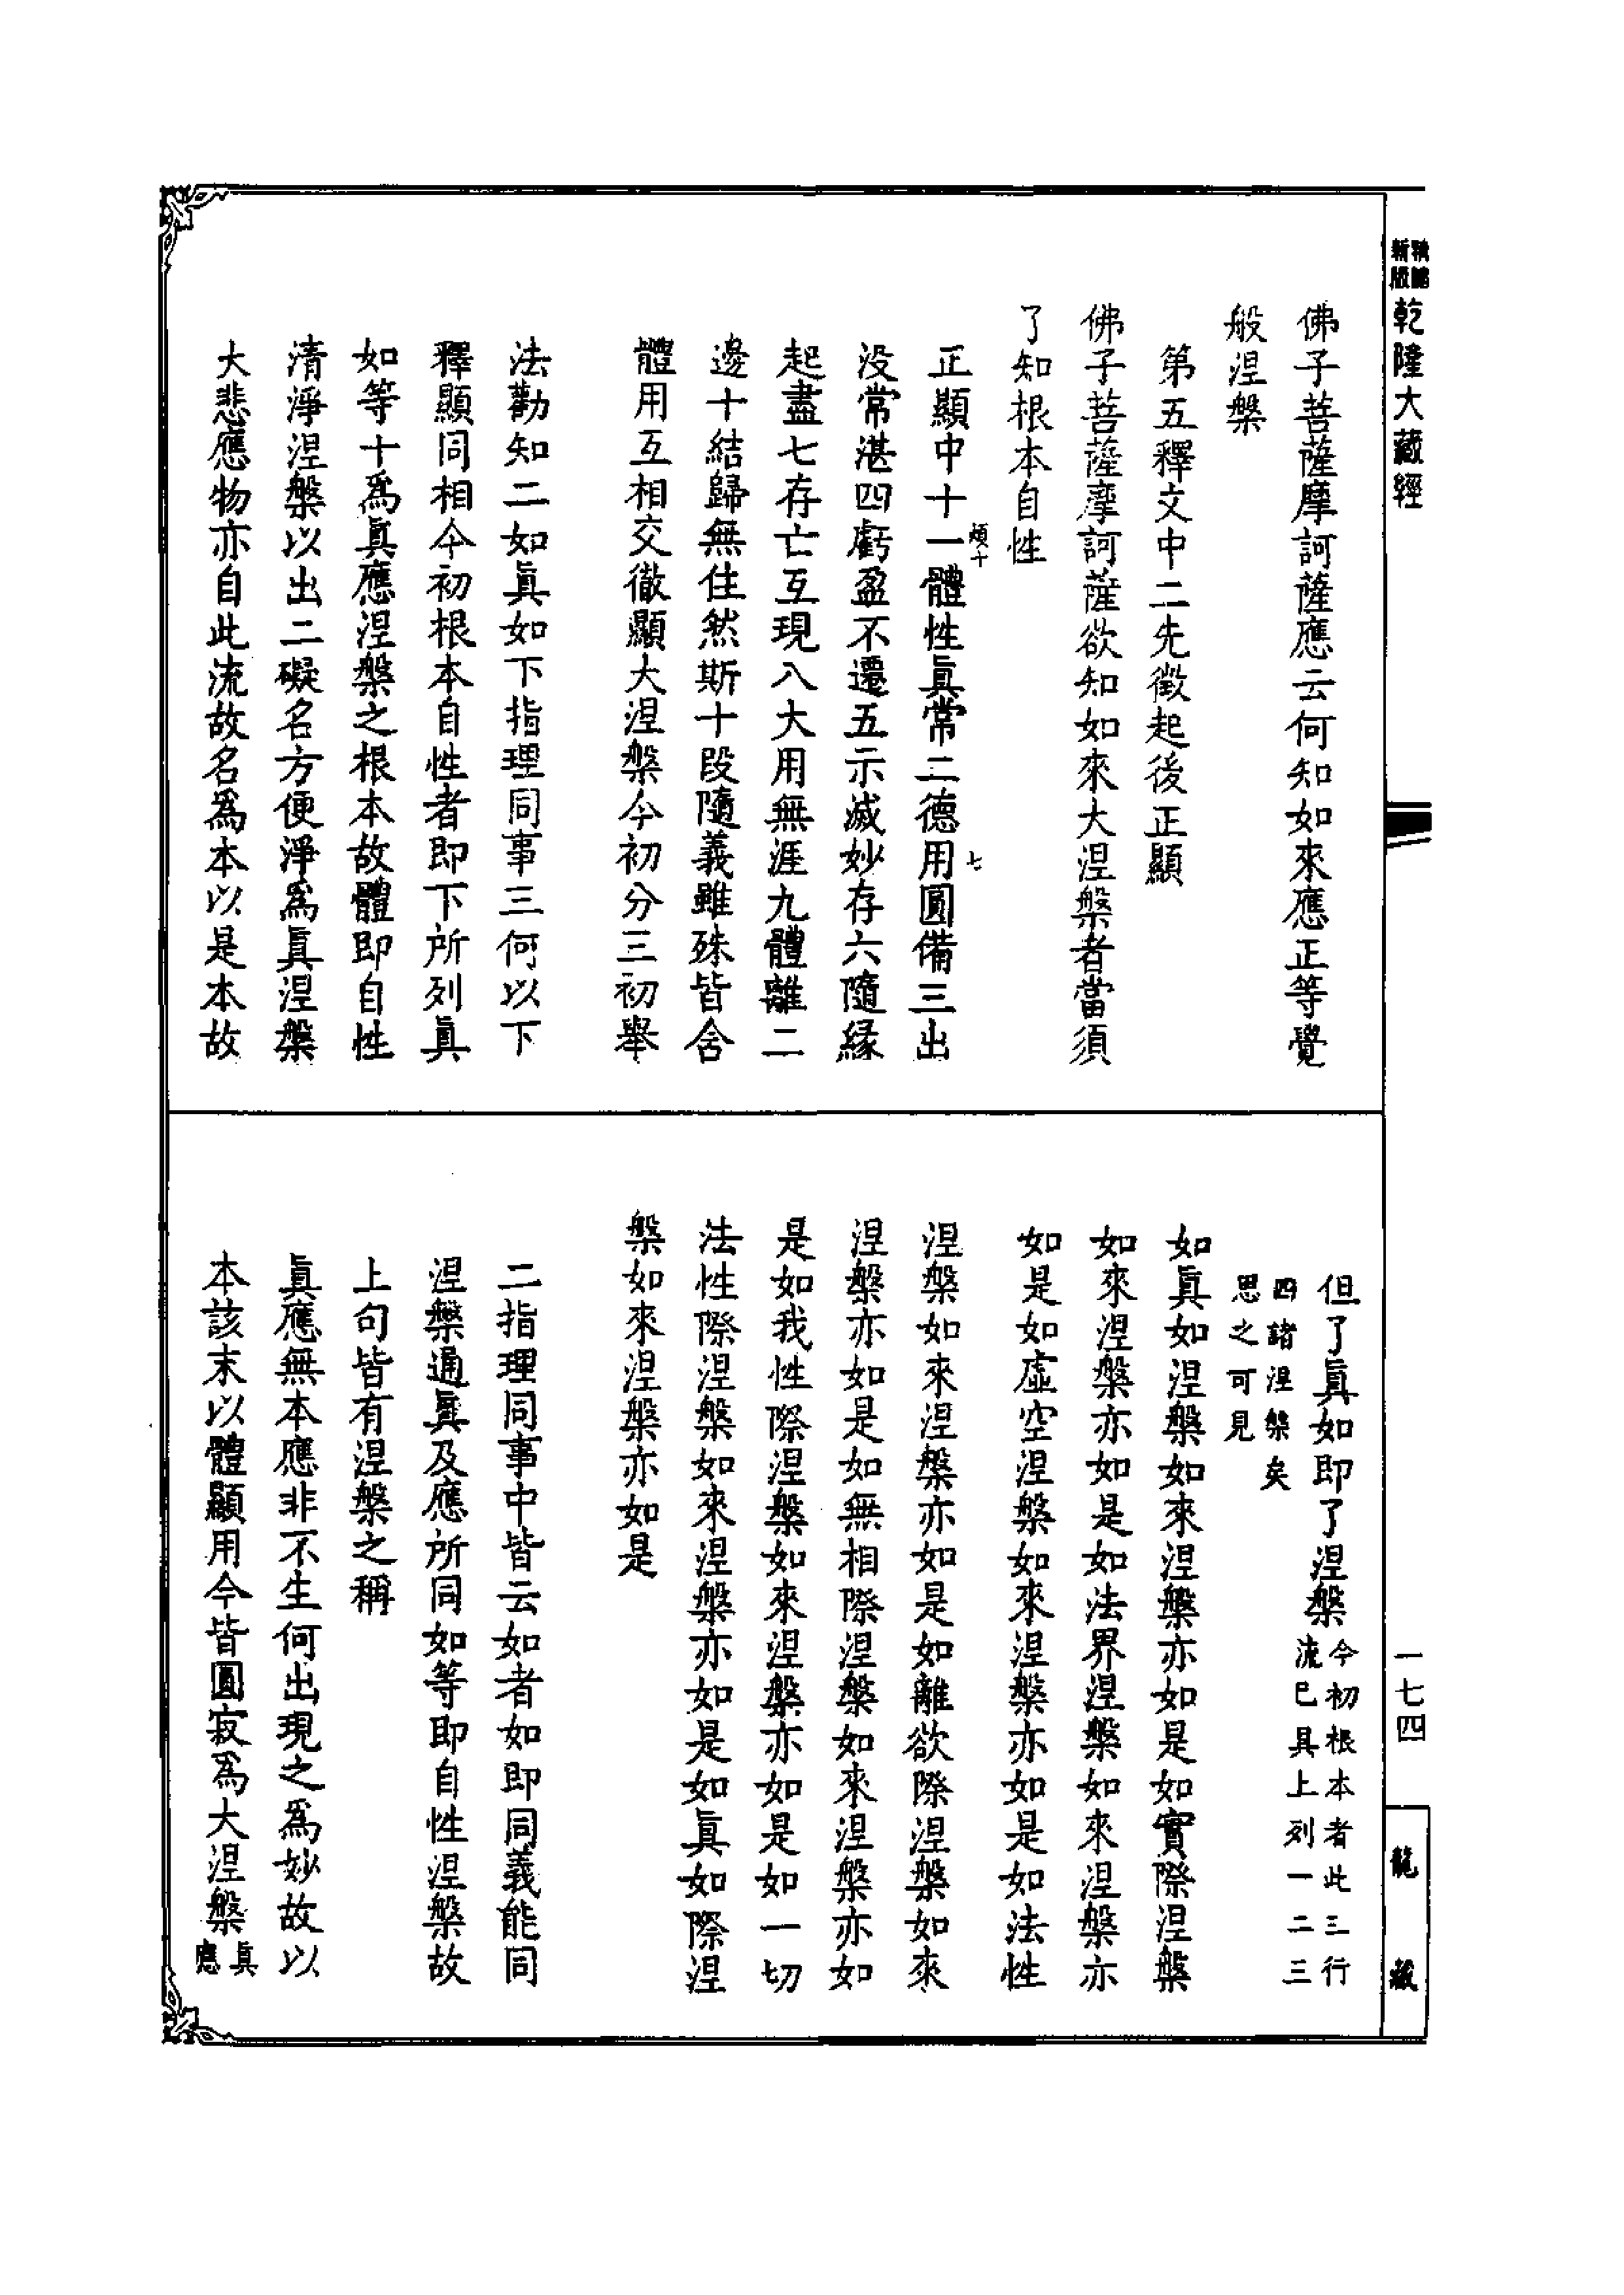 精縮新版
乾隆大藏經
一七四
龍藏
佛子菩薩摩訶薩應云何知如來應正等覺
般涅槃
第五釋文中二先徵起後正顯
佛子菩薩摩訶薩欲知如來大涅槃者當須
了知根本自性
正顯中十一體性眞常二德用圓備三出
没常湛四虧盈不遷五示滅妙存六隨緣
起盡七存亡互現八大用無涯九體離二
邊十結歸無住然斯十段隨義雖殊皆含
體用互相交徹顯大涅槃今初分三初舉
法勸知二如眞如下指理同事三何以下
釋顯同相今初根本自性者即下所列眞
如等十爲眞應涅槃之根本故體即自性
清淨涅槃以出二礙名方便淨爲眞涅槃
大悲應物亦自此流故名爲本以是本故
但了眞如即了涅槃今初根本者此三行
流已具上列一二三
四諸涅槃矣
思之可見
如眞如涅槃如來涅槃亦如是如實際涅槃
如來涅槃亦如是如法界涅槃如來涅槃亦
如是如虛空涅槃如來涅槃亦如是如法性
涅槃如來涅槃亦如是如離欲際涅槃如來
涅槃亦如是如無相際涅槃如來涅槃亦如
是如我性際涅槃如來涅槃亦如是如一切
法性際涅槃如來涅槃亦如是如眞如際涅
槃如來涅槃亦如是
二指理同事中皆云如者如即同義能同
涅槃通眞及應所同如等即自性涅槃故
上句皆有涅槃之稱
眞應無本應非不生何出現之爲妙故以
本該末以體顯用今皆圓寂爲大涅槃眞
應